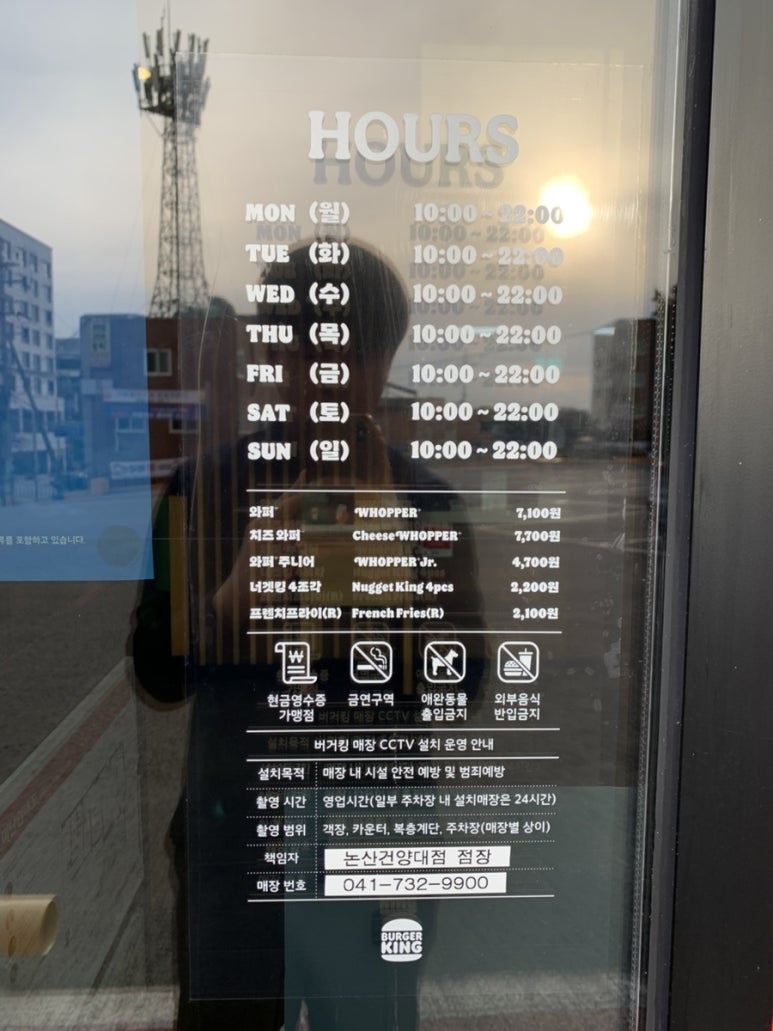 HOURS
MON (월) 10:00 ~ 22:00
TUE (화) 10:00 ~ 22:00
WED (수) 10:00 ~ 22:00
THU (목) 10:00 ~ 22:00
FRI (금) 10:00 ~ 22:00
SAT (토) 10:00 ~ 22:00
SUN (일) 10:00 ~ 22:00
와퍼 WHOPPER 7,100원
치즈 와퍼 Cheese WHOPPER 7,700원
와퍼 주니어 WHOPPER Jr. 4,700원
너겟킹 4조각 Nugget King 4pcs 2,200원
프렌치프라이(R) French Fries(R) 2,100원
₩
현금영수증 금연구역 애완동물 외부음식
가맹점 출입금지 반입금지
버거킹 매장 CCTV 설치 운영 안내
설치목적 매장 내 시설 안전 예방 및 범죄예방
촬영 시간 영업시간(일부 주차장 내 설치매장은 24시간)
촬영 범위 객장, 카운터, 복층계단, 주차장(매장별 상이)
책임자 논산건양대점 점장
매장 번호 041-732-9900
BURGER
KING
포함하고 있습니다.